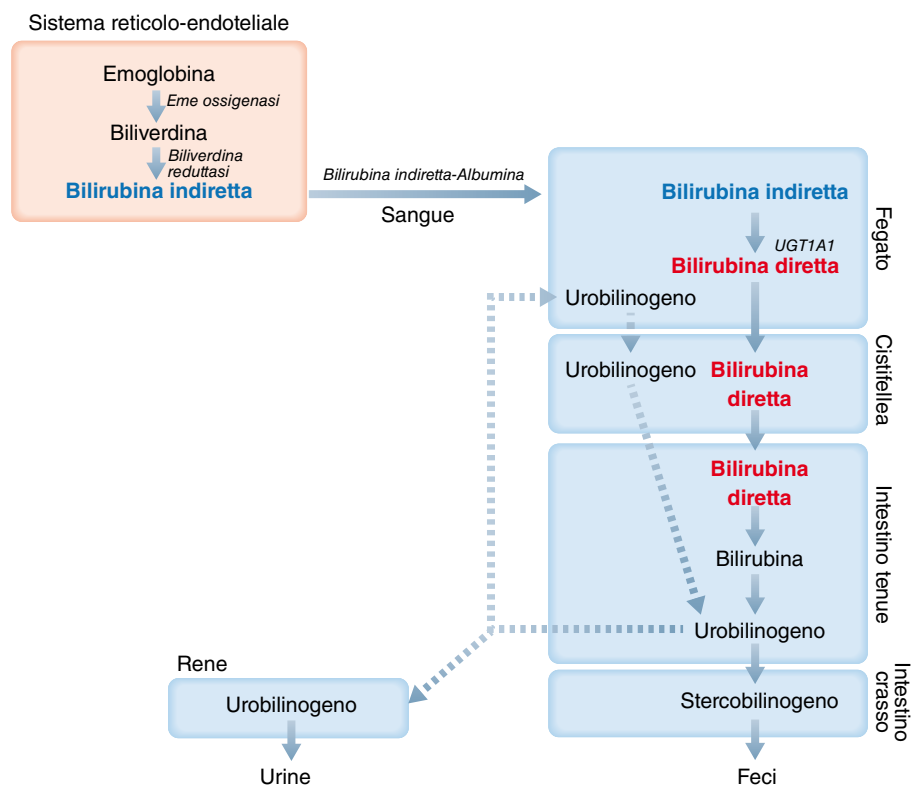 Sistema reticolo-endoteliale
Emoglobina
Eme ossigenasi
Biliverdina
Biliverdina
reduttasi
Bilirubina indiretta
Bilirubina indiretta-Albumina
Sangue
Bilirubina indiretta
UGT1A1
Bilirubina diretta
Urobilinogeno
Fegato
Urobilinogeno
Bilirubina
diretta
Cistifellea
Bilirubina
diretta
Bilirubina
Urobilinogeno
Intestino tenue
Rene
Urobilinogeno
Urine
Stercobilinogeno
Intestino
crasso
Feci